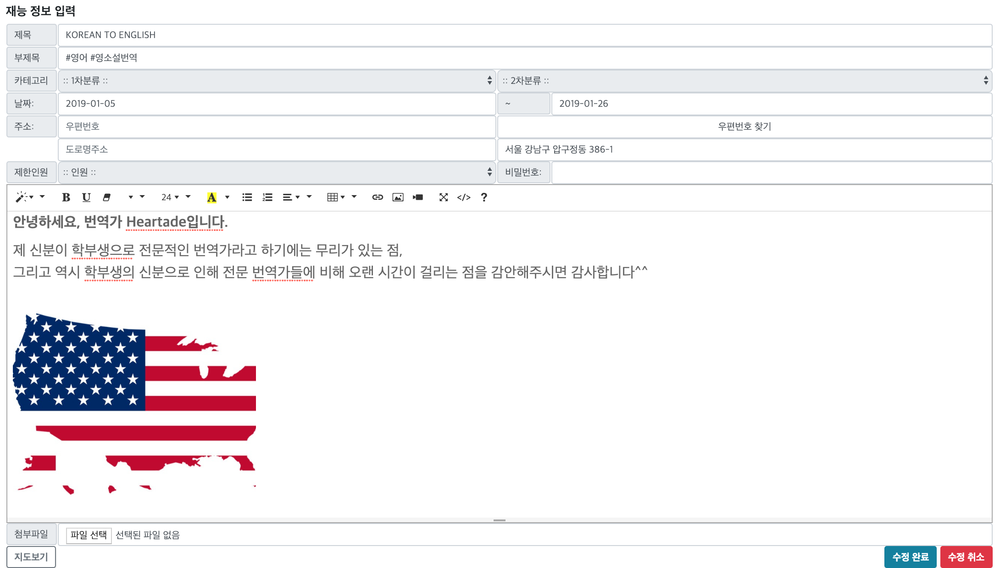 재능 정보 입력
제목 KOREAN TO ENGLISH
부제목 #영어 #영소설번역
카테고리 :: 1차분류 :: :: 2차분류 ::
날짜: 2019-01-05 ~ 2019-01-26
주소: 우편번호 우편번호 찾기
도로명주소 서울 강남구 압구정동 386-1
제한인원 :: 인원 :: 비밀번호:
B U 24 A </> ?
안녕하세요, 번역가 Heartade입니다.
제 신분이 학부생으로 전문적인 번역가라고 하기에는 무리가 있는 점,
그리고 역시 학부생의 신분으로 인해 전문 번역가들에 비해 오랜 시간이 걸리는 점을 감안해주시면 감사합니다^^
첨부파일 파일 선택 선택된 파일 없음
지도보기 수정 완료 수정 취소